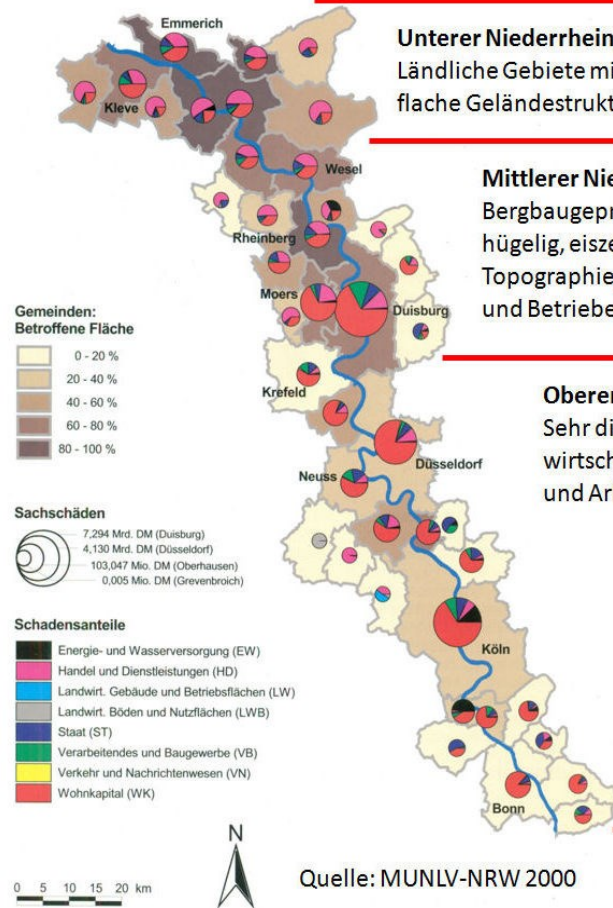 Emmerich
Unterer Niederrhein
Ländliche Gebiete mi
flache Geländestrukt
Kleve
Wesel
Mittlerer Nie
Bergbaugepr
hügelig, eisze
Topographie
und Betriebe
Rheinberg
Moers
Duisburg
Gemeinden:
Betroffene Fläche
0 - 20 %
20 - 40 %
40 - 60 %
60 - 80 %
80 - 100 %
Krefeld
Oberer
Sehr di
wirtsch
und Ar
Düsseldorf
Neuss
Sachschäden
7,294 Mrd. DM (Duisburg)
4,130 Mrd. DM (Düsseldorf)
103,047 Mio. DM (Oberhausen)
0,005 Mio. DM (Grevenbroich)
Schadensanteile
Energie- und Wasserversorgung (EW)
Handel und Dienstleistungen (HD)
Landwirt. Gebäude und Betriebsflächen (LW)
Landwirt. Böden und Nutzflächen (LWB)
Staat (ST)
Verarbeitendes und Baugewerbe (VB)
Verkehr und Nachrichtenwesen (VN)
Wohnkapital (WK)
Köln
Bonn
N
0 5 10 15 20 km
Quelle: MUNLV-NRW 2000